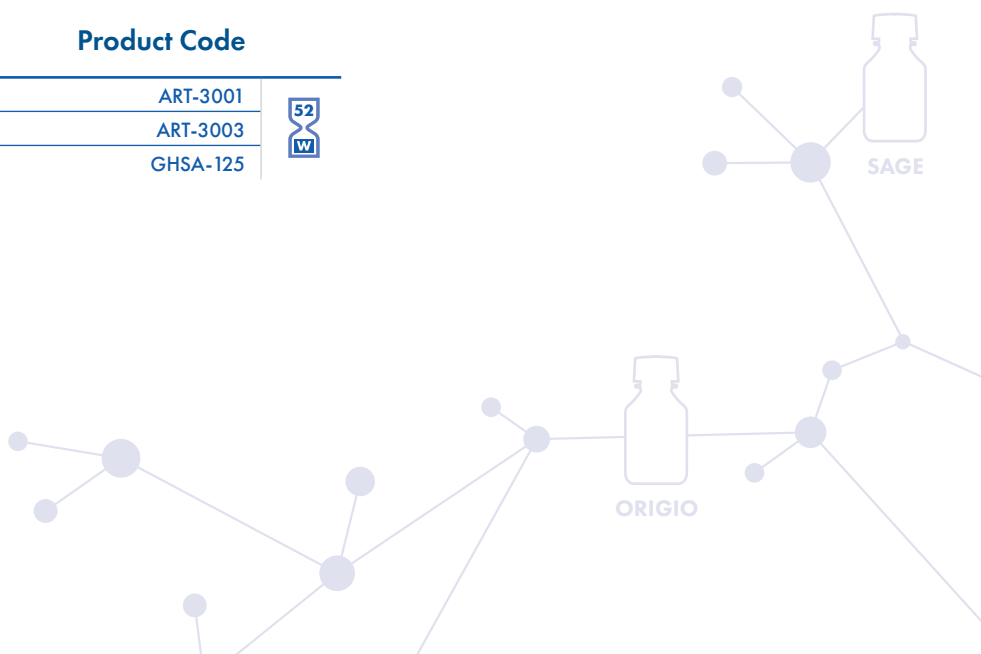 Product Code
ART-3001
52
ART-3003
W
GHSA-125
SAGE
ORIGIO